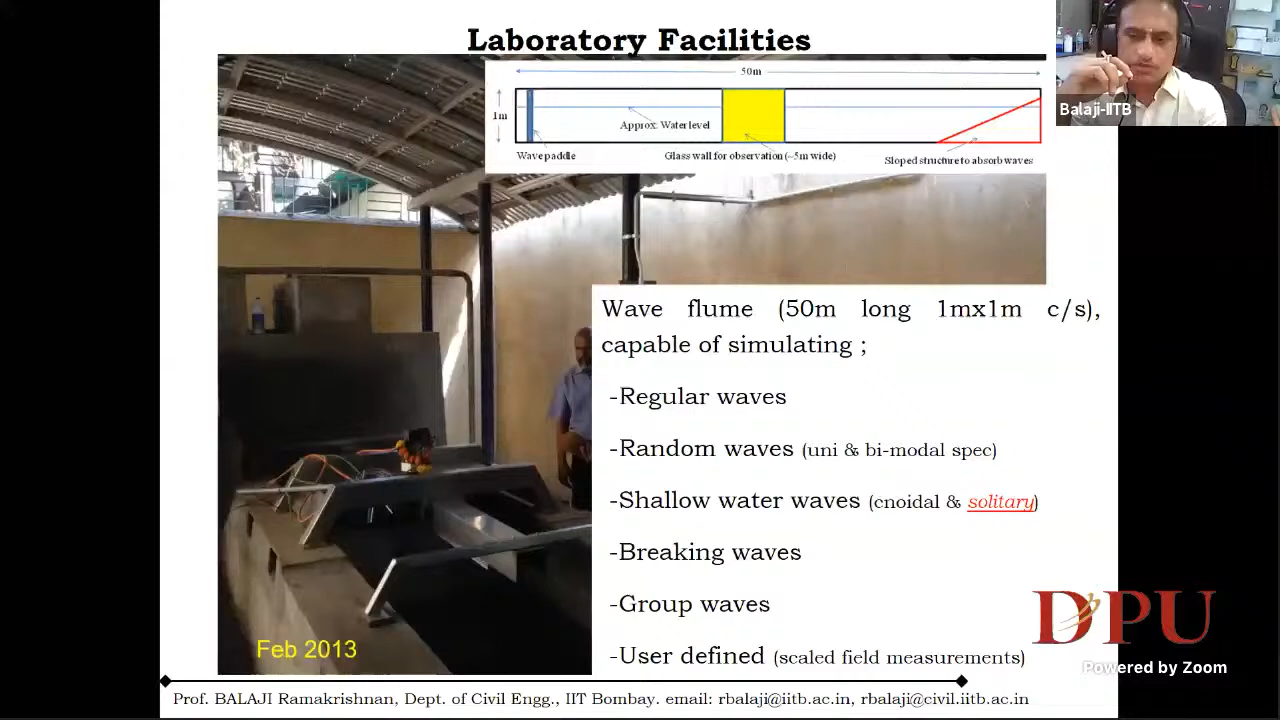 Laboratory Facilities
50m
1m
Approx. Water level
Wave paddle
Glass wall for observation (~5m wide)
Sloped structure to absorb waves
Balaji-IITB
Wave flume (50m long 1mx1m c/s),
capable of simulating ;
-Regular waves
-Random waves (uni & bi-modal spec)
-Shallow water waves (cnoidal & solitary)
-Breaking waves
-Group waves
-User defined (scaled field measurements)
Feb 2013
DPU
Powered by Zoom
Prof. BALAJI Ramakrishnan, Dept. of Civil Engg., IIT Bombay. email: rbalaji@iitb.ac.in, rbalaji@civil.iitb.ac.in